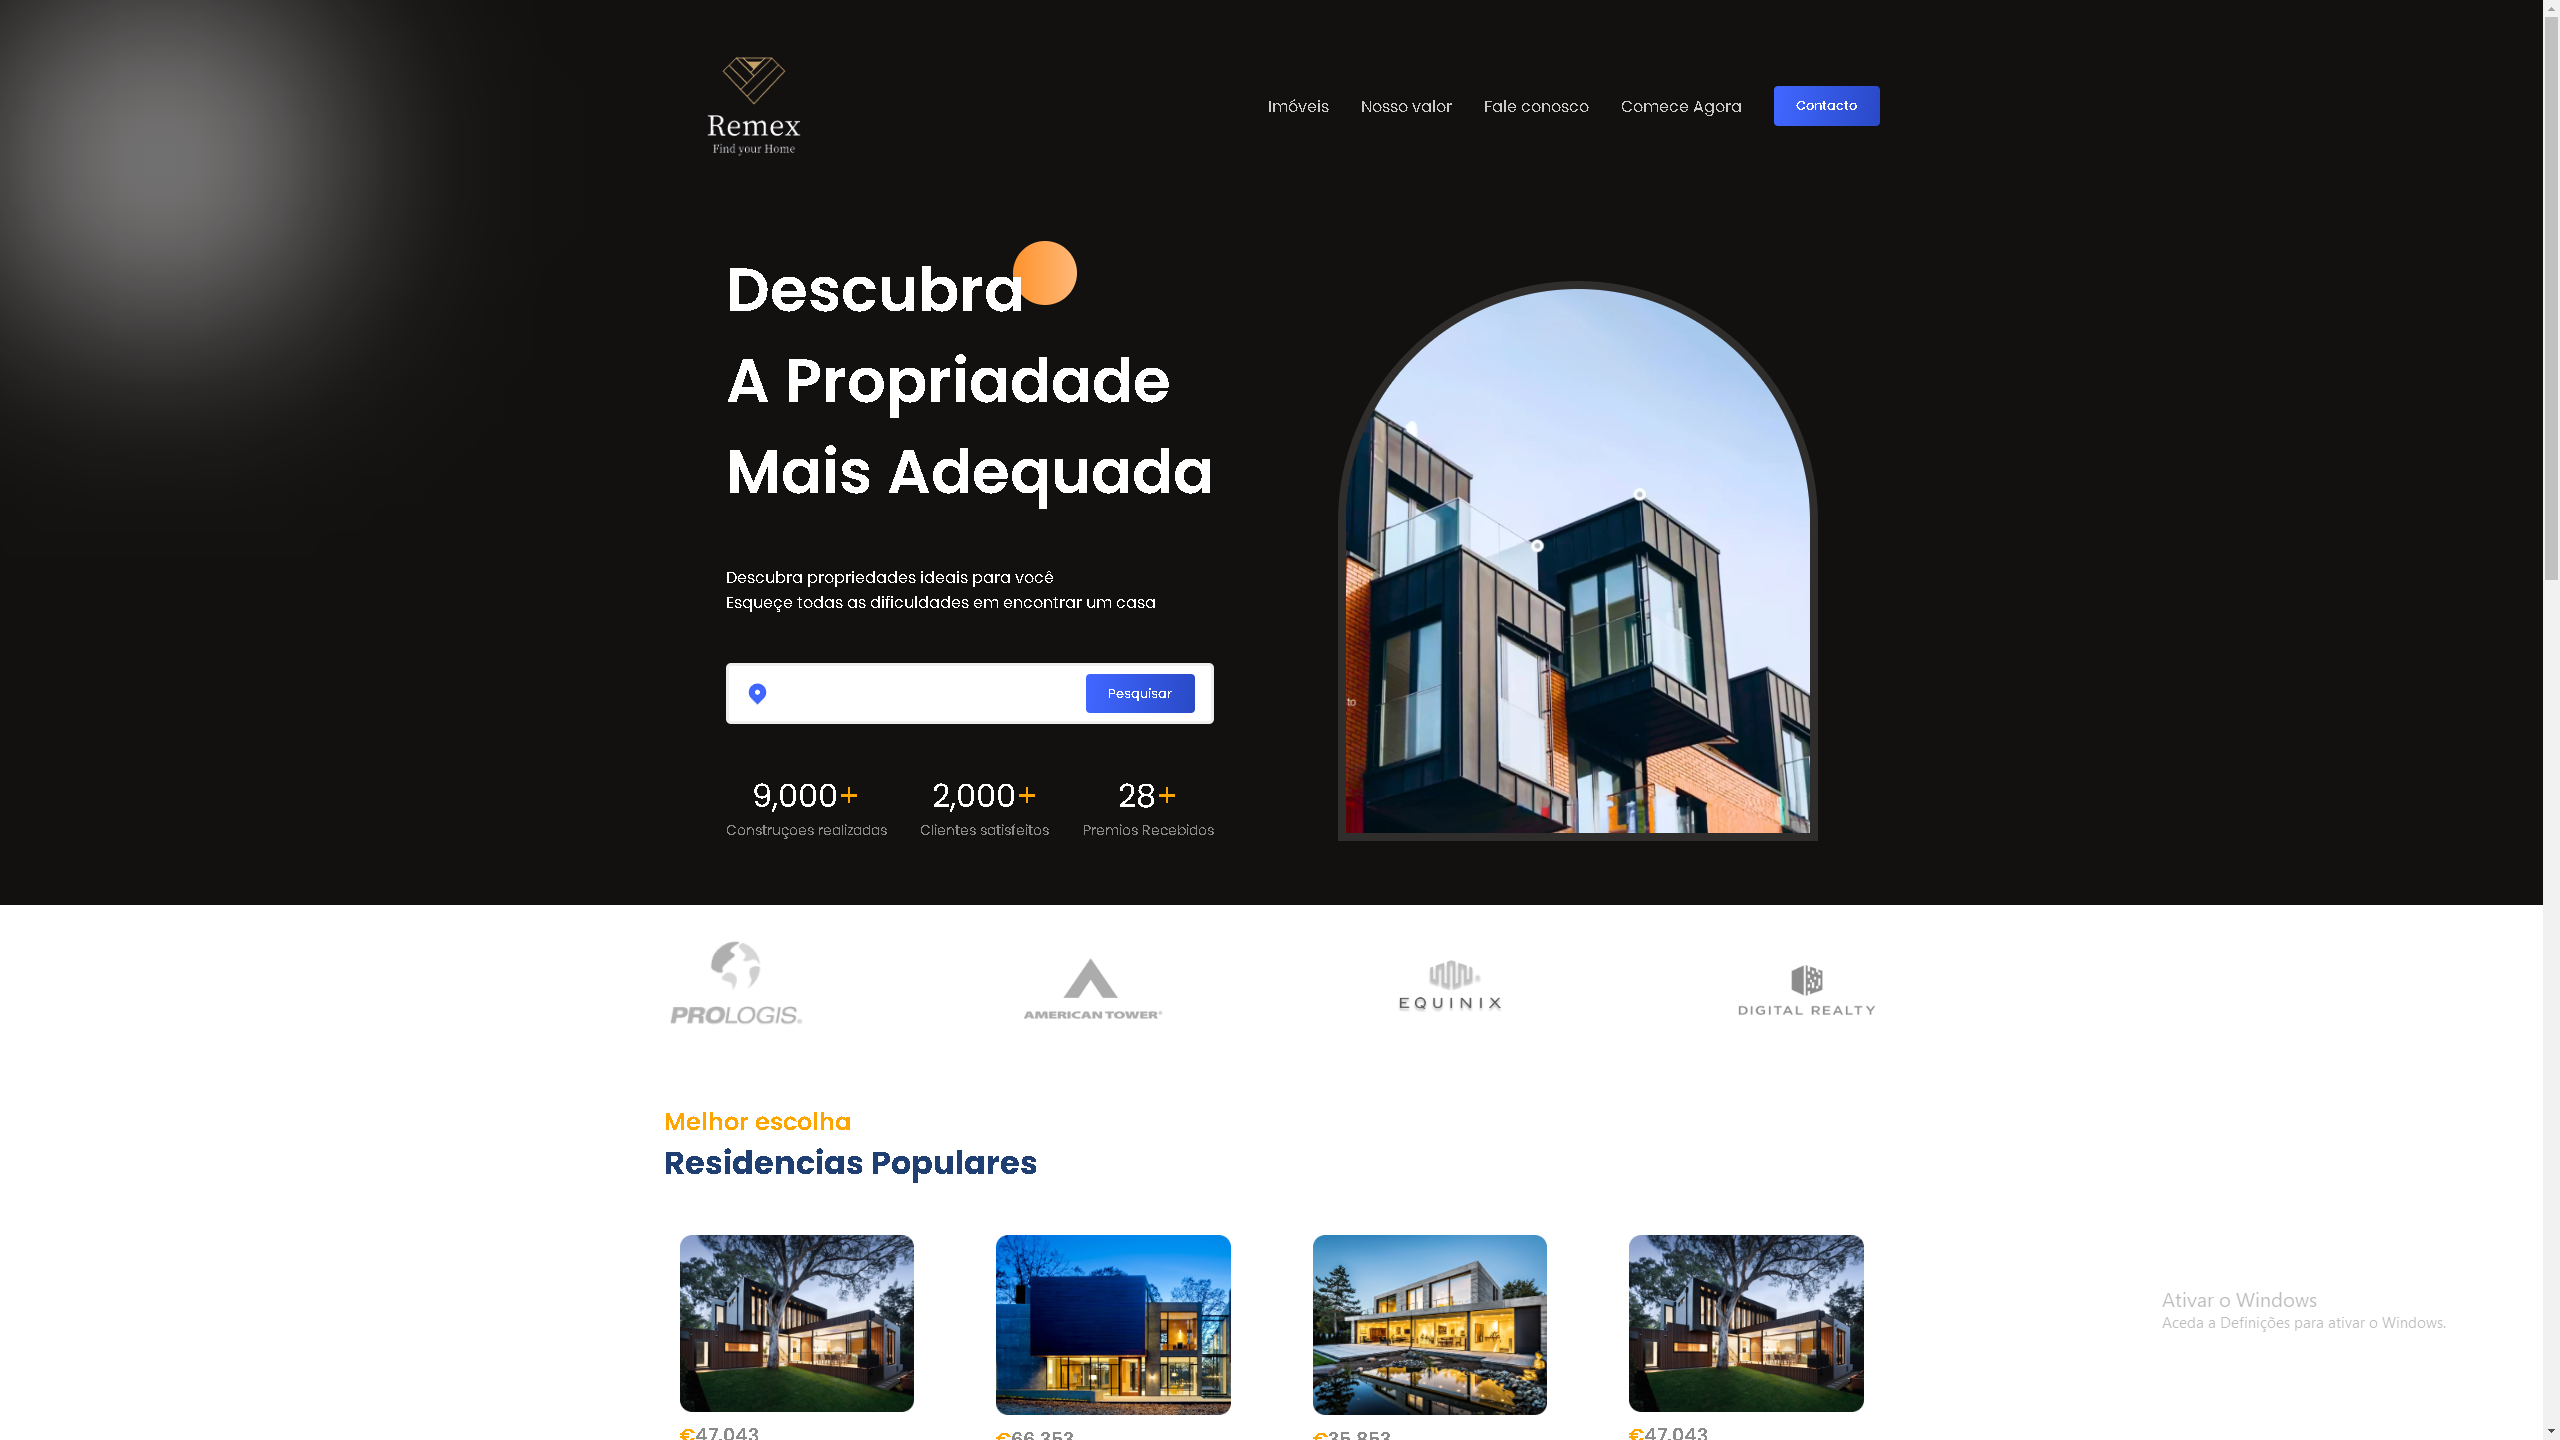 Remex
Find your Home
Imóveis
Nosso valor
Fale conosco
Comece Agora
Contacto
Descubra
A Propriadade
Mais Adequada
Descubra propriedades ideais para você
Esqueçe todas as dificuldades em encontrar um casa
to
Pesquisar
9,000+
2,000+
28+
Construçoes realizadas
Clientes satisfeitos
Premios Recebidos
PROLOGIS®
AMERICAN TOWER®
EQUINIX
DIGITAL REALTY
Melhor escolha
Residencias Populares
€47,043
€66,353
€35,853
€47,043
Ativar o Windows
Aceda a Definições para ativar o Windows.